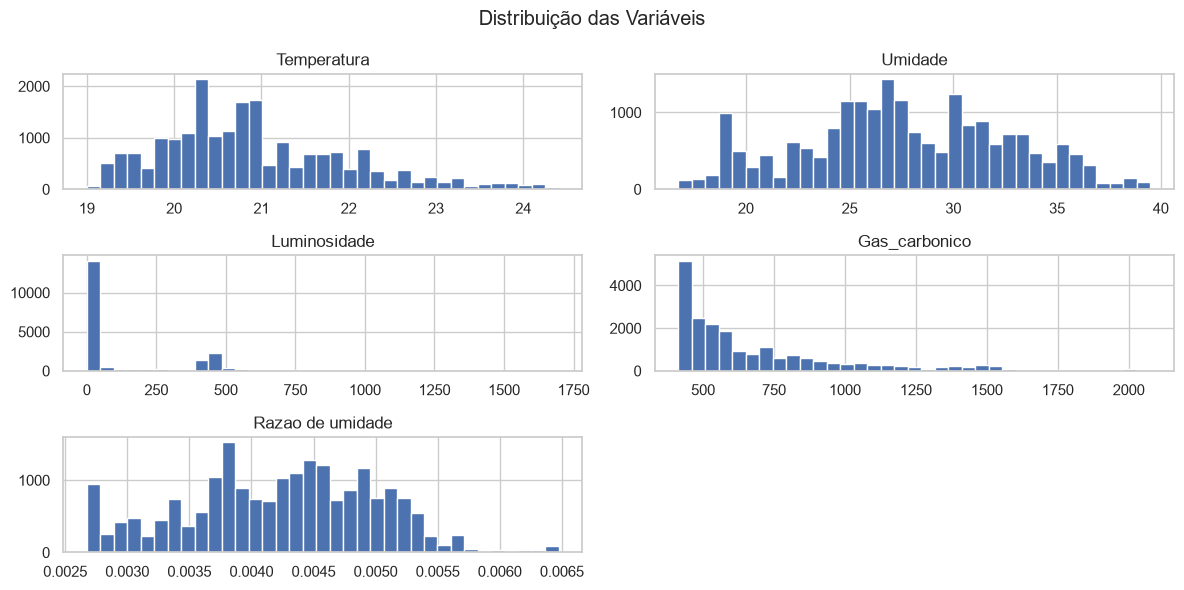 Distribuição das Variáveis
Temperatura
2000
1000
0
19 20 21 22 23 24
Umidade
1000
0
20 25 30 35 40
Luminosidade
10000
5000
0
0 250 500 750 1000 1250 1500 1750
Gas_carbonico
4000
2000
0
500 750 1000 1250 1500 1750 2000
Razao de umidade
1000
0
0.0025 0.0030 0.0035 0.0040 0.0045 0.0050 0.0055 0.0060 0.0065